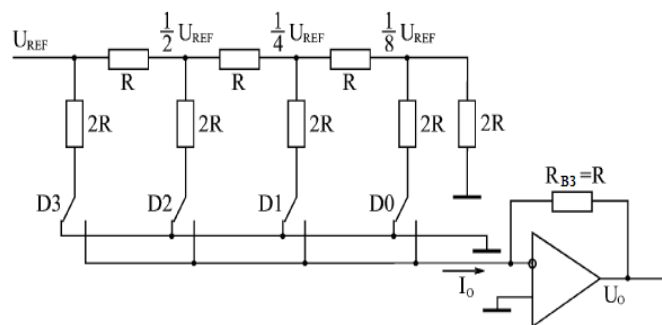 U_REF
1/2 U_REF
1/4 U_REF
1/8 U_REF
R
R
R
2R
2R
2R
2R
2R
D3
D2
D1
D0
R_B3 =R
I_O
U_O